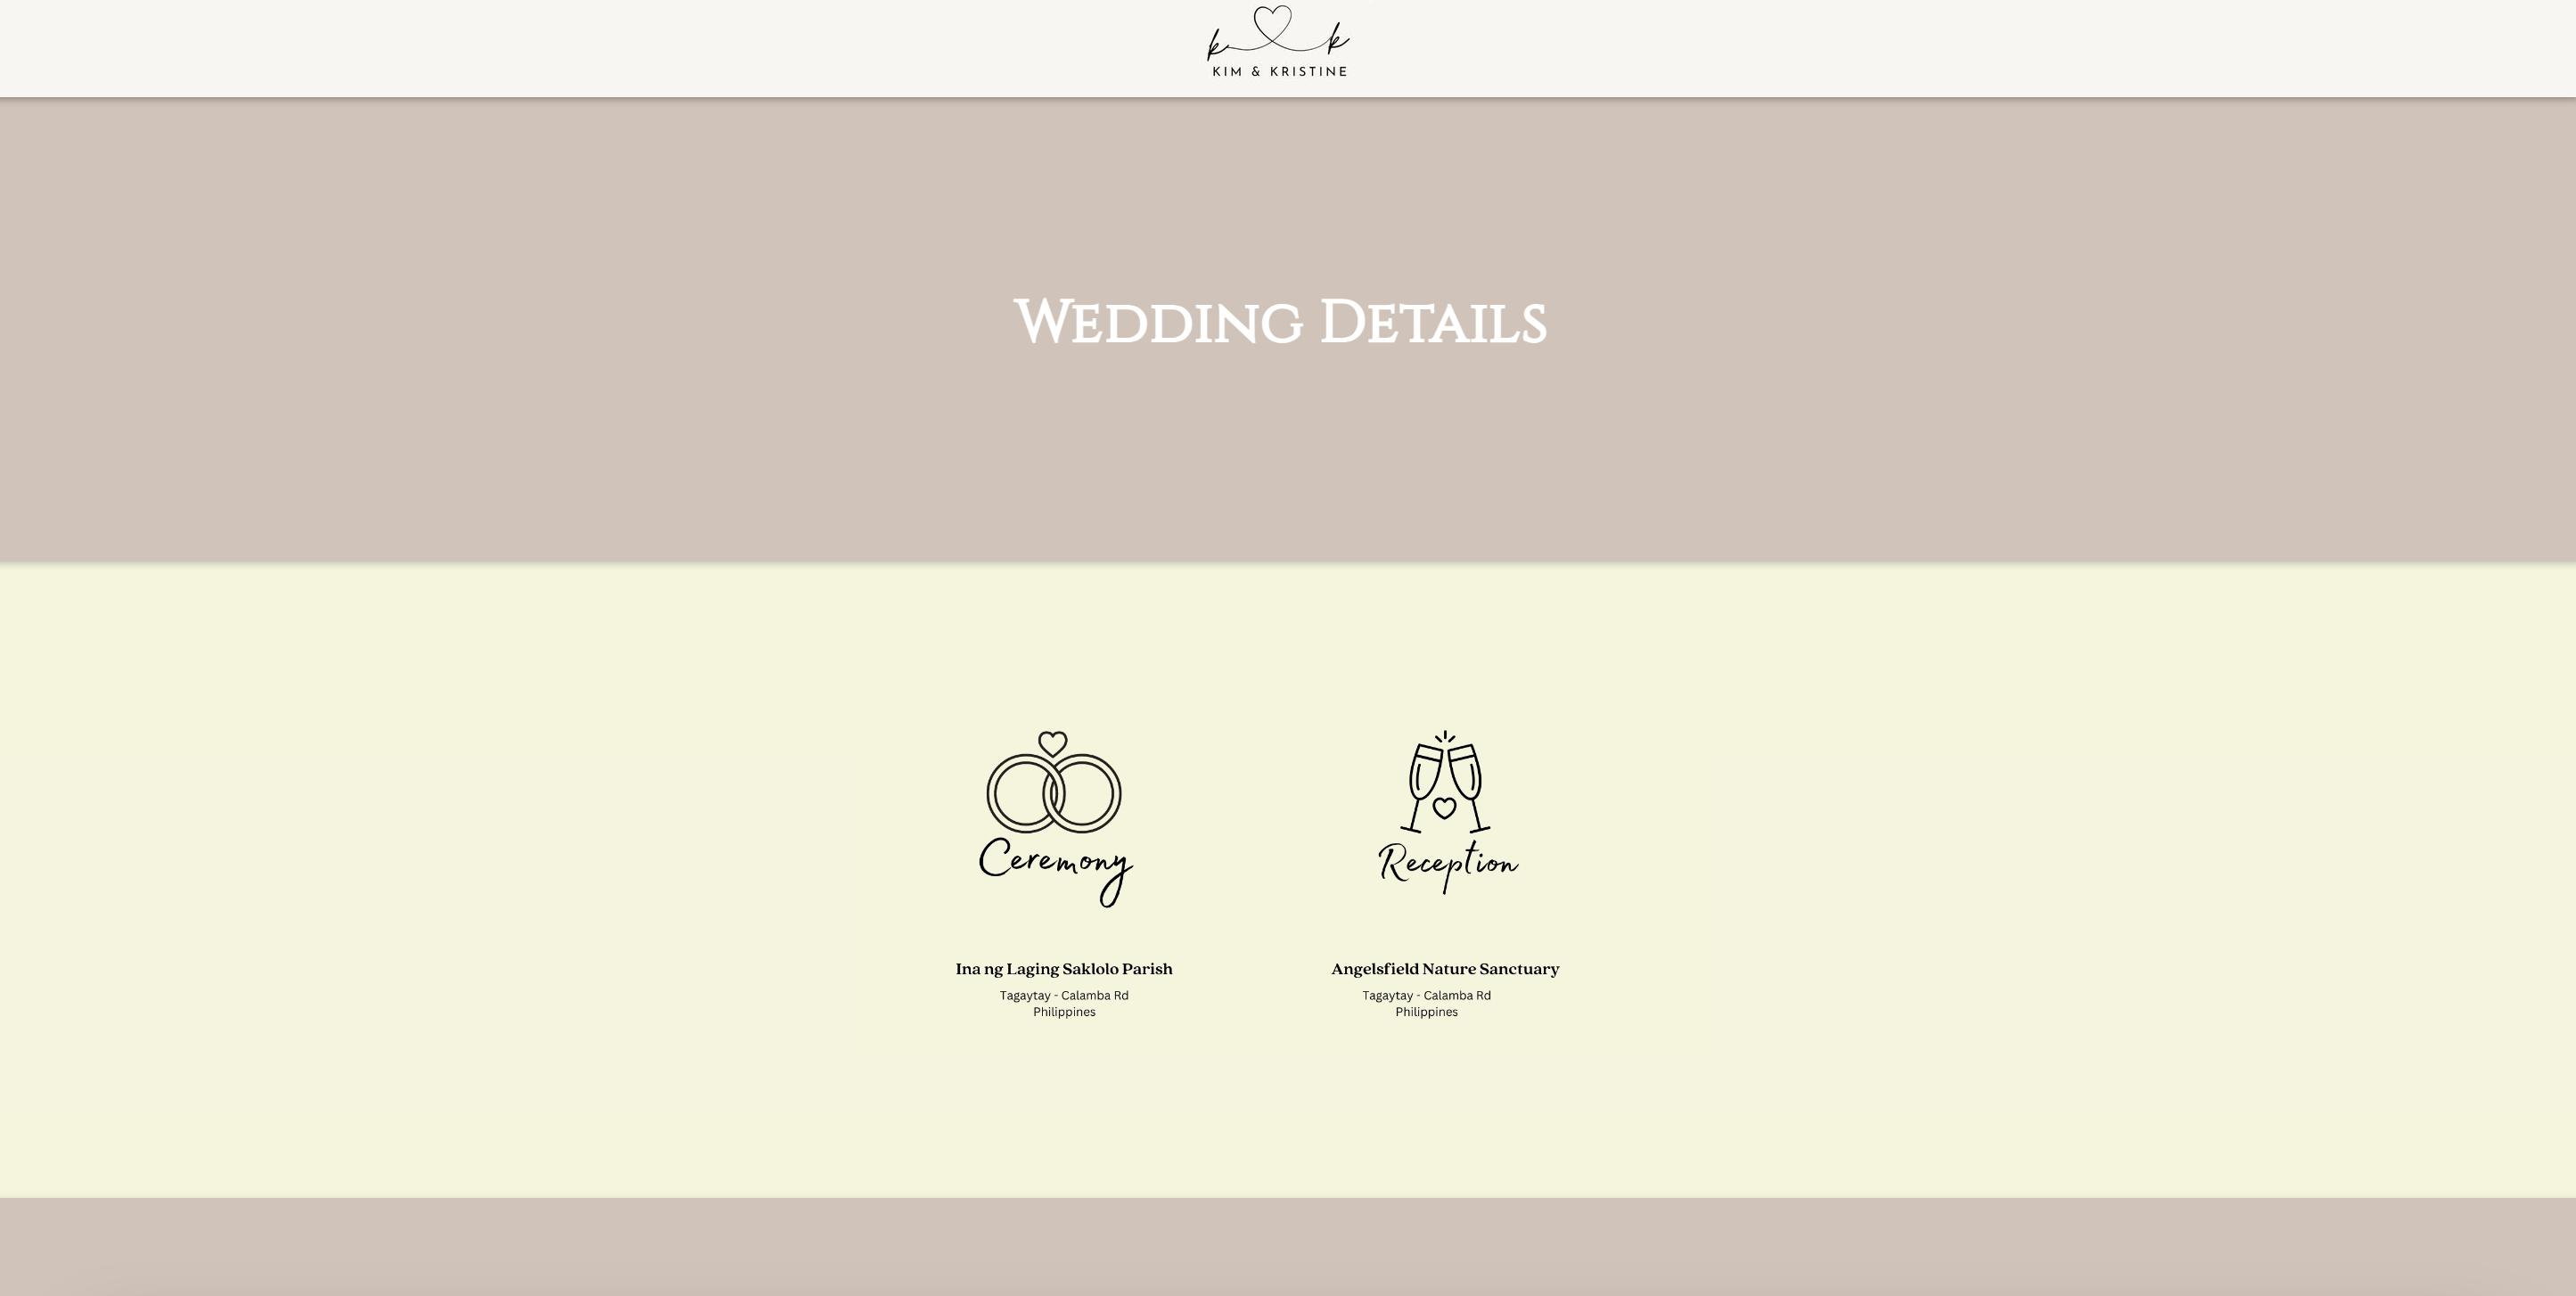 k k
KIM & KRISTINE
Wedding Details
Ceremony
Ina ng Laging Saklolo Parish
Tagaytay - Calamba Rd
Philippines
Reception
Angelsfield Nature Sanctuary
Tagaytay - Calamba Rd
Philippines